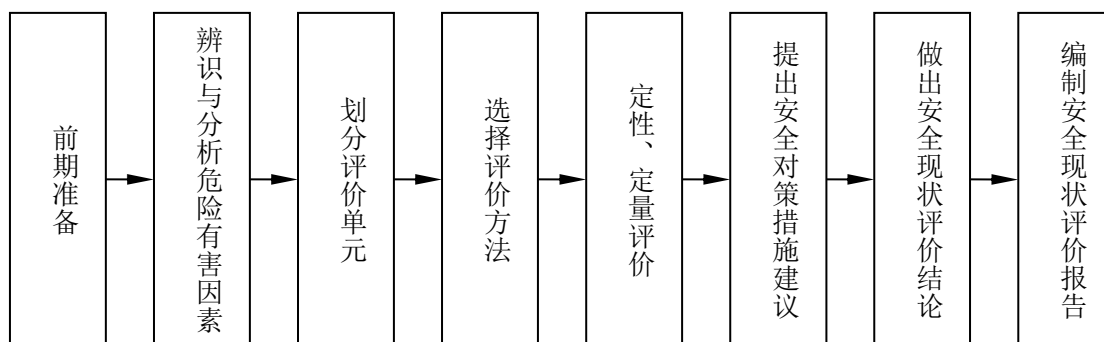 前期准备
辨识与分析危险有害因素
划分评价单元
选择评价方法
定性、定量评价
提出安全对策措施建议
做出安全现状评价结论
编制安全现状评价报告